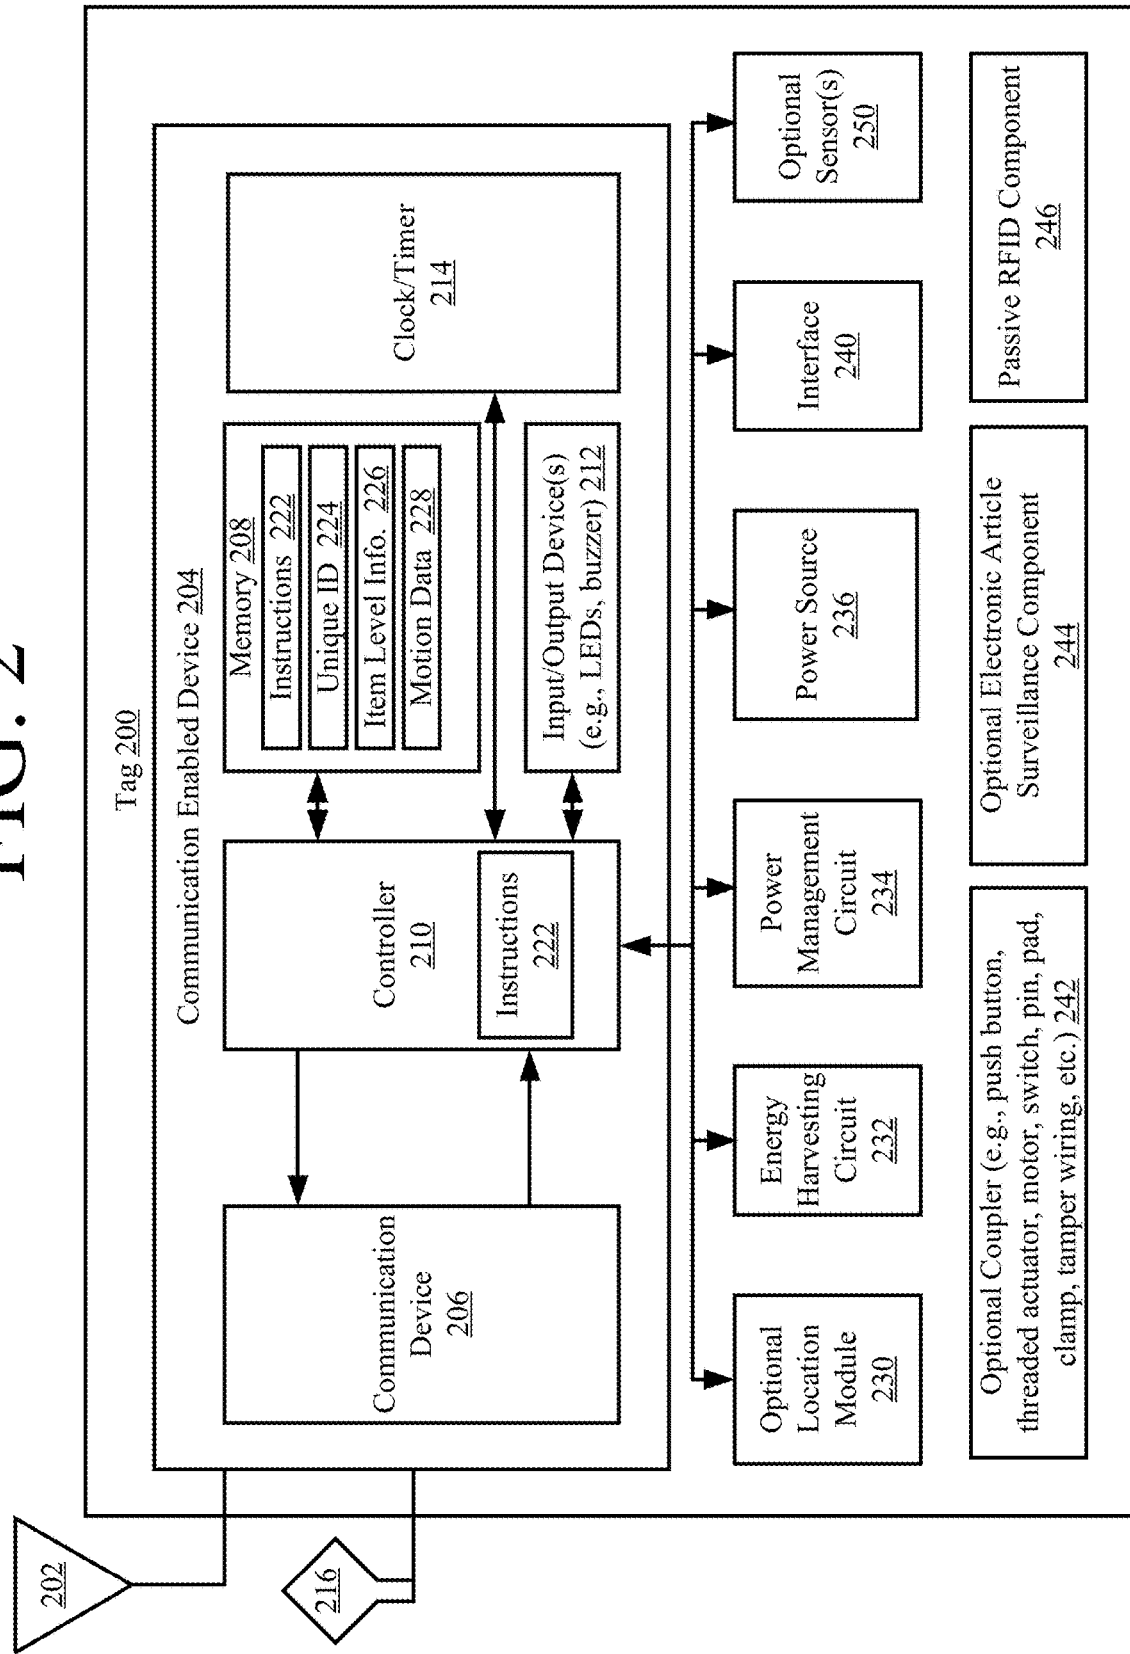 FIG. 2
Tag 200
Communication Enabled Device 204
202
216
Communication
Device
206
Controller
210
Instructions
222
Memory 208
Instructions 222
Unique ID 224
Item Level Info. 226
Motion Data 228
Input/Output Device(s)
(e.g., LEDs, buzzer) 212
Clock/Timer
214
Optional
Location
Module
230
Energy
Harvesting
Circuit
232
Power
Management
Circuit
234
Power Source
236
Interface
240
Optional
Sensor(s)
250
Optional Coupler (e.g., push button,
threaded actuator, motor, switch, pin, pad,
clamp, tamper wiring, etc.) 242
Optional Electronic Article
Surveillance Component
244
Passive RFID Component
246